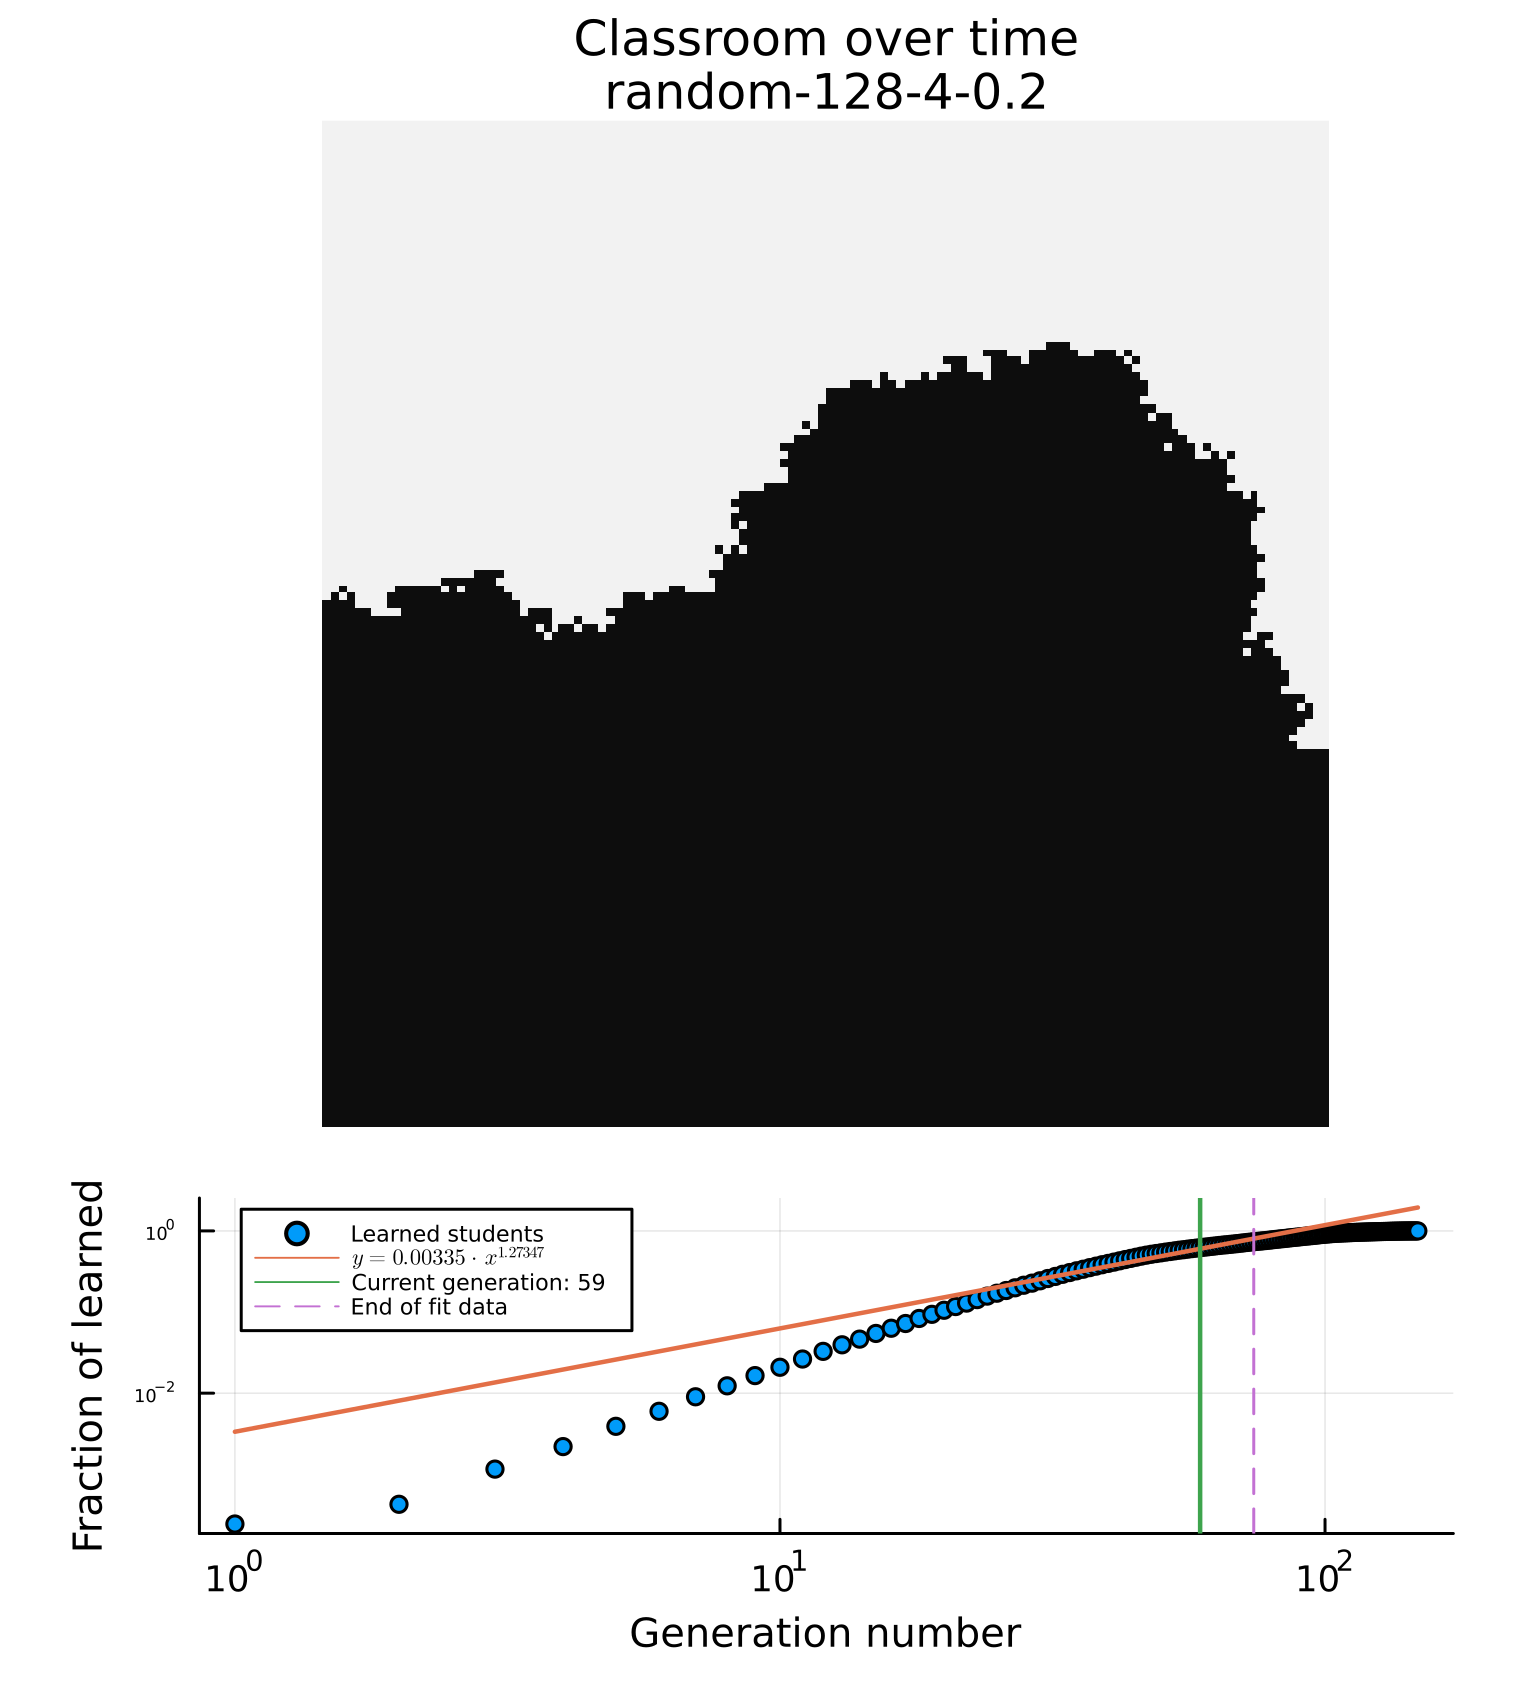 Classroom over time
random-128-4-0.2
Fraction of learned
10⁰
10⁻²
Learned students
y = 0.00335 · x^1.27347
Current generation: 59
End of fit data
10⁰ 10¹ 10²
Generation number